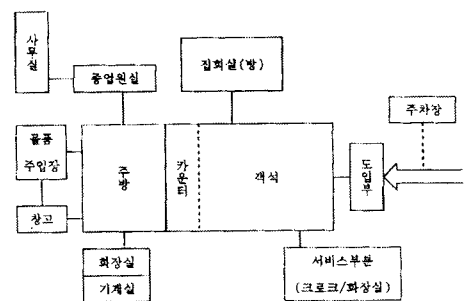 사무실
종업원실
집회실(방)
주차장
물품
주입장
주방
카운터
객석
도입부
창고
화장실
기계실
서비스부분
(크로크/화장실)